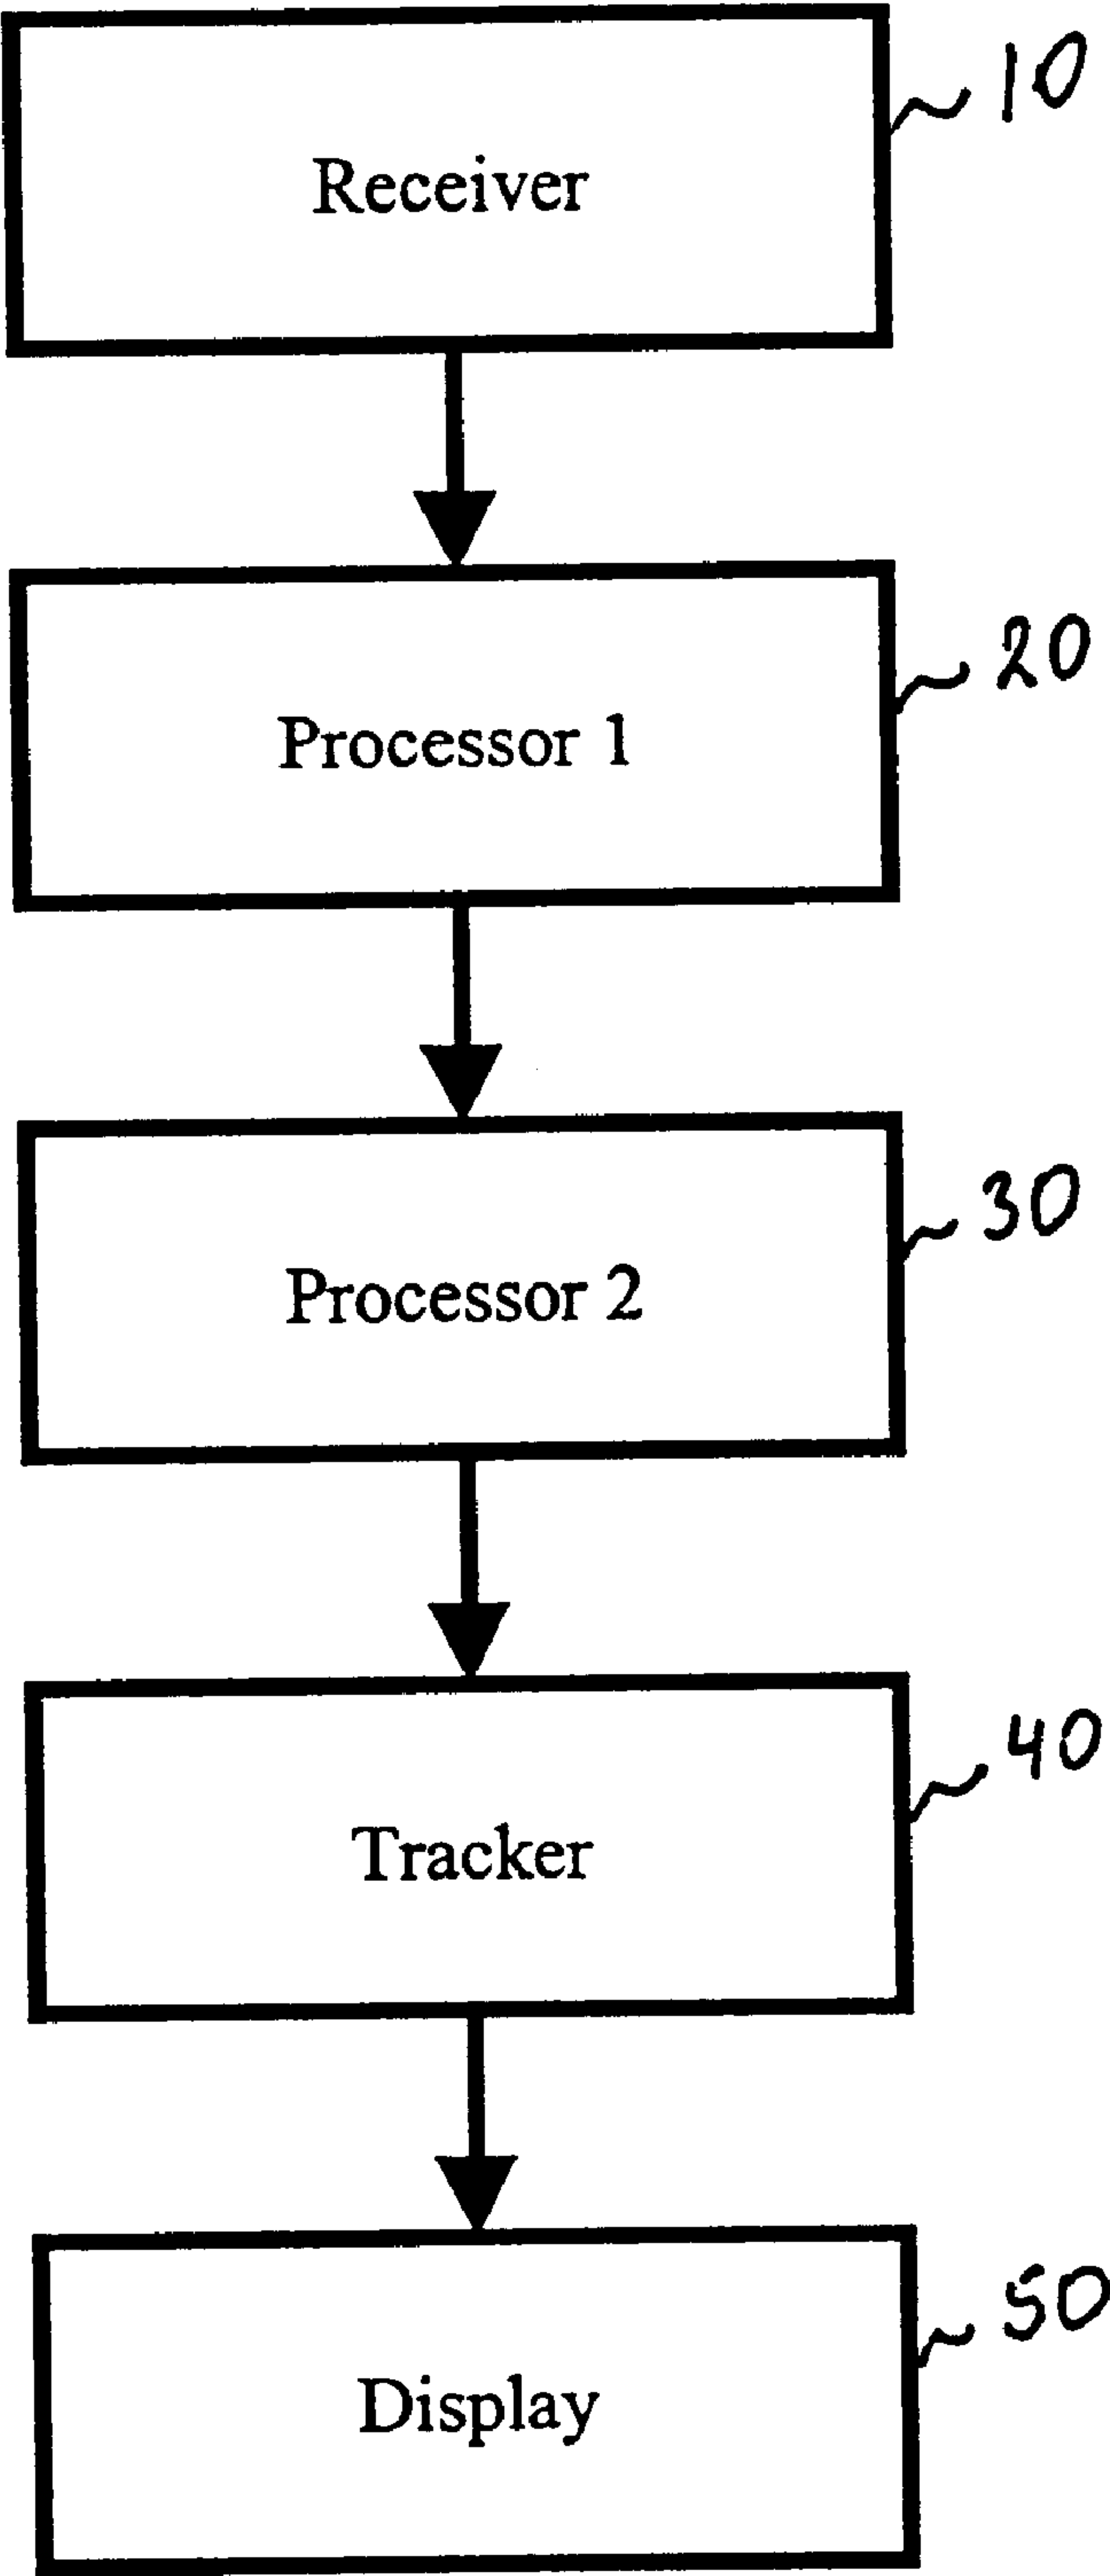 10
Receiver
20
Processor 1
30
Processor 2
40
Tracker
50
Display